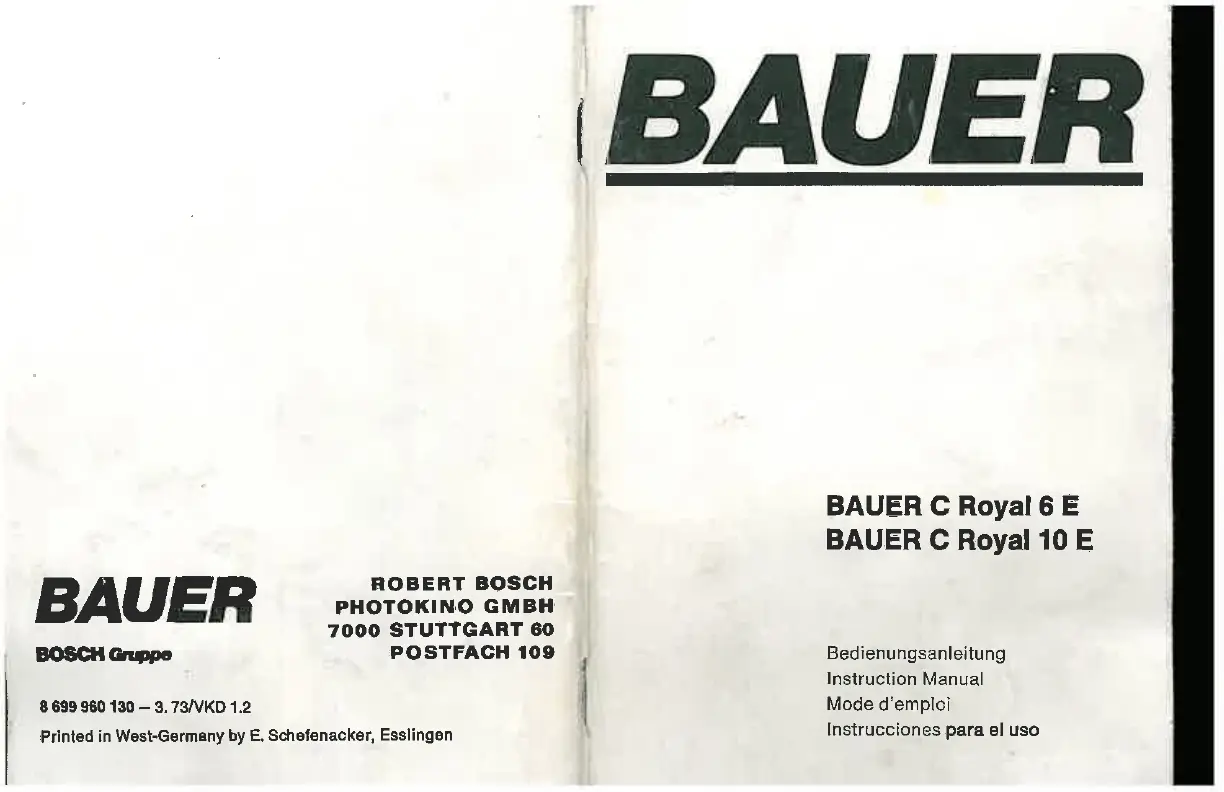 BAUER
BOSCH Gruppe
ROBERT BOSCH
PHOTOKINO GMBH
7000 STUTTGART 60
POSTFACH 109
8 699 960 130 – 3. 73/VKD 1.2
Printed in West-Germany by E. Schefenacker, Esslingen
BAUER
BAUER C Royal 6 E
BAUER C Royal 10 E
Bedienungsanleitung
Instruction Manual
Mode d'emploi
Instrucciones para el uso